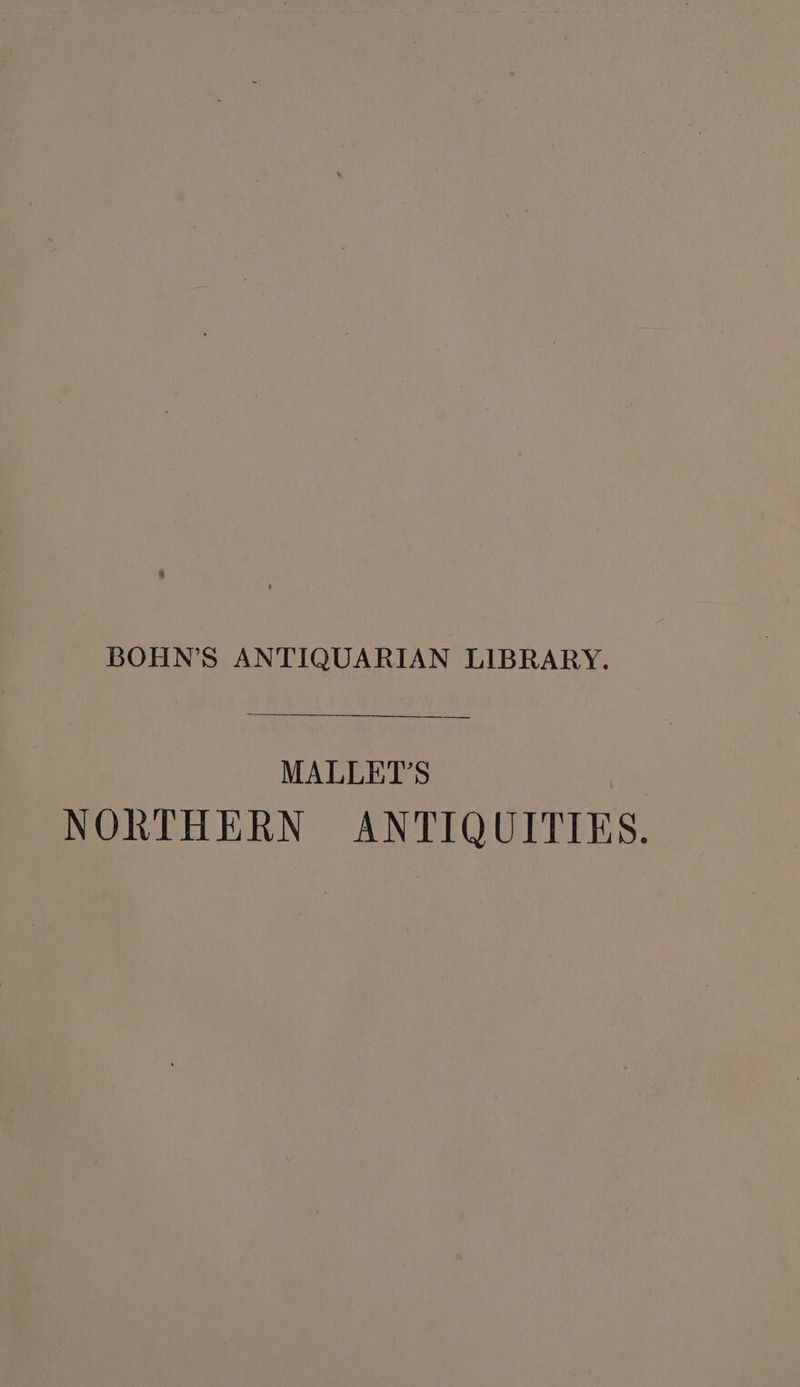 BOHN'S ANTIQUARIAN LIBRARY.
MALLET'S
NORTHERN ANTIQUITIES.